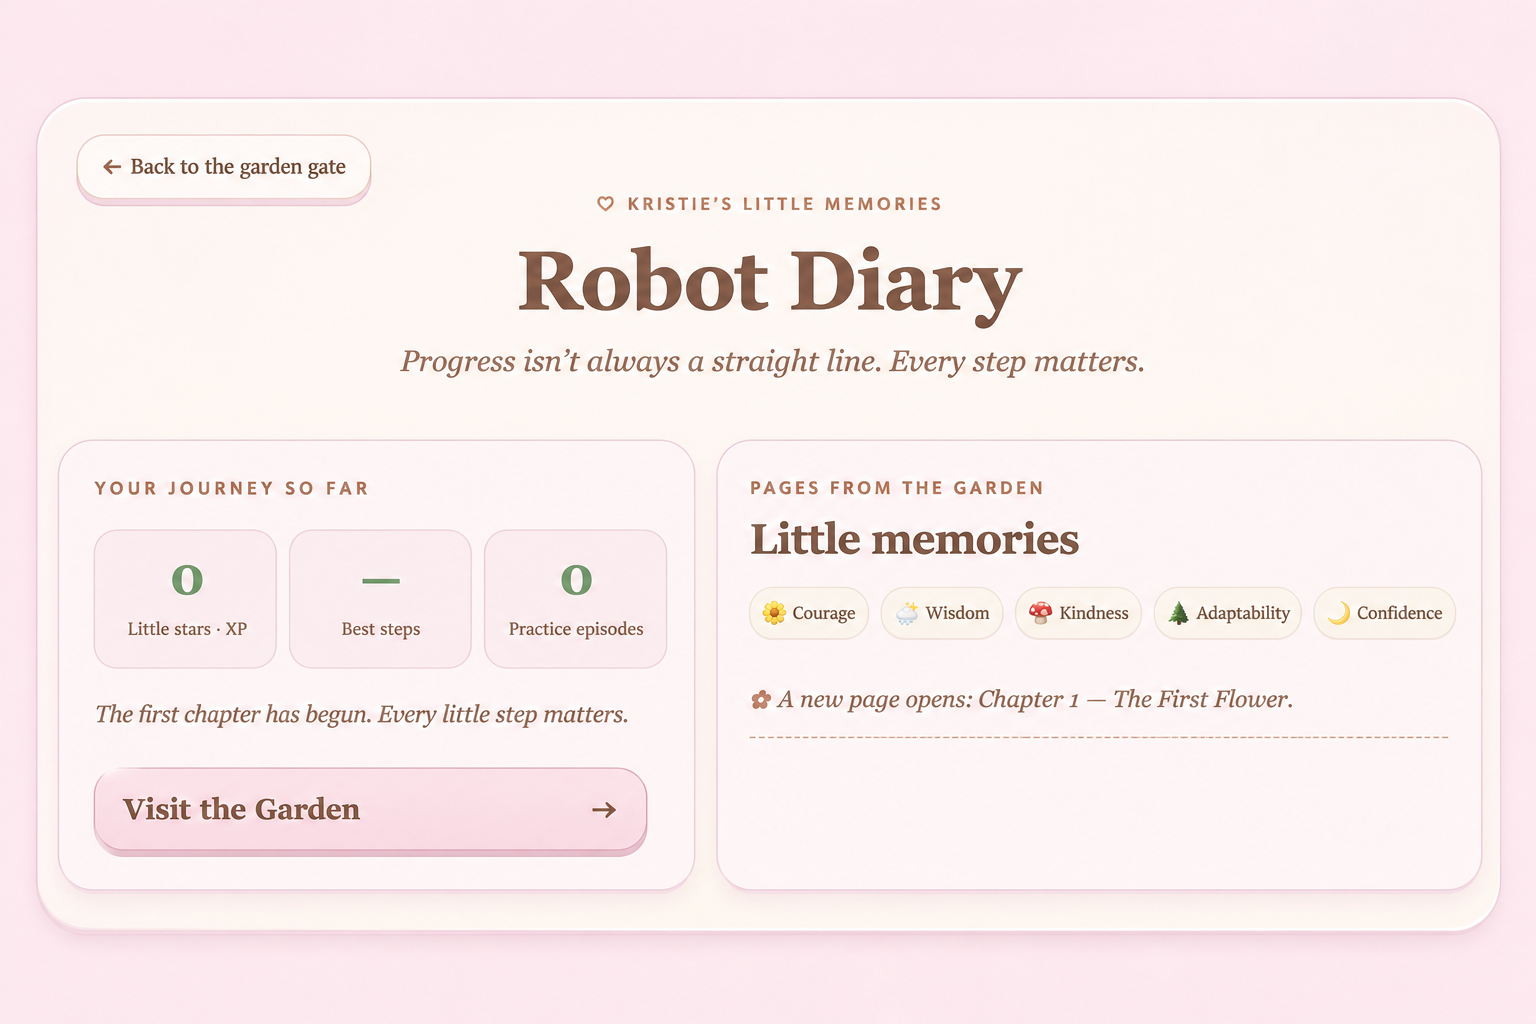 ← Back to the garden gate
♡ KRISTIE’S LITTLE MEMORIES
Robot Diary
Progress isn’t always a straight line. Every step matters.
YOUR JOURNEY SO FAR
0
Little stars · XP
—
Best steps
0
Practice episodes
The first chapter has begun. Every little step matters.
Visit the Garden →
PAGES FROM THE GARDEN
Little memories
🌼 Courage
🌦️ Wisdom
🍄 Kindness
🌲 Adaptability
🌙 Confidence
✿ A new page opens: Chapter 1 — The First Flower.